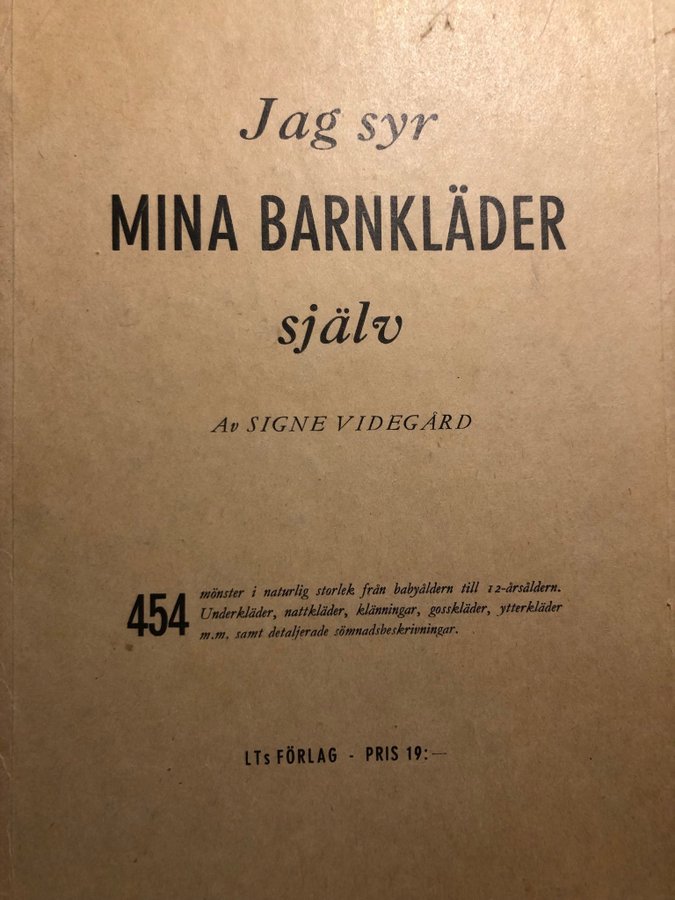 Jag syr
MINA BARNKLÄDER
själv
Av SIGNE VIDEGÅRD
454
mönster i naturlig storlek från babyåldern till 12-årsåldern.
Underkläder, nattkläder, klänningar, gosskläder, ytterkläder
m.m. samt detaljerade sömnadsbeskrivningar.
LTs FÖRLAG - PRIS 19:—